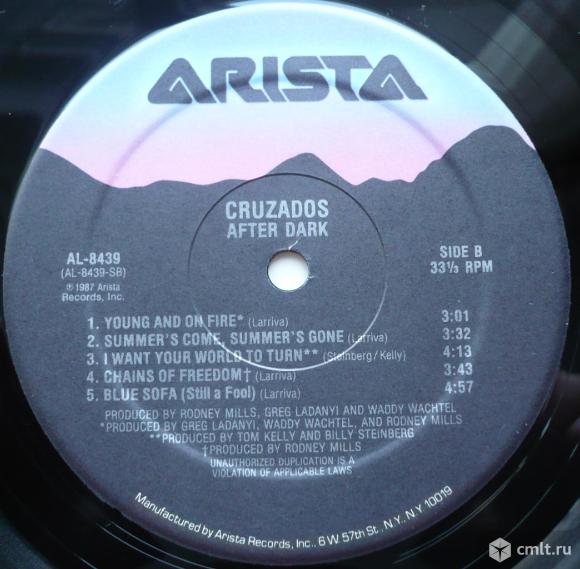 ARISTA
CRUZADOS
AFTER DARK
AL-8439
(AL-8439-SB)
℗ 1987 Arista
Records, Inc.
SIDE B
33⅓ RPM
1. YOUNG AND ON FIRE* (Larriva) 3:01
2. SUMMER'S COME, SUMMER'S GONE (Larriva) 3:32
3. I WANT YOUR WORLD TO TURN** (Steinberg/Kelly) 4:13
4. CHAINS OF FREEDOM† (Larriva) 3:43
5. BLUE SOFA (Still a Fool) (Larriva) 4:57
PRODUCED BY RODNEY MILLS, GREG LADANYI AND WADDY WACHTEL
*PRODUCED BY GREG LADANYI, WADDY WACHTEL, AND RODNEY MILLS
**PRODUCED BY TOM KELLY AND BILLY STEINBERG
†PRODUCED BY RODNEY MILLS
UNAUTHORIZED DUPLICATION IS A
VIOLATION OF APPLICABLE LAWS
Manufactured by Arista Records, Inc., 6 W 57th St., N.Y., N.Y 10019
cmlt.ru